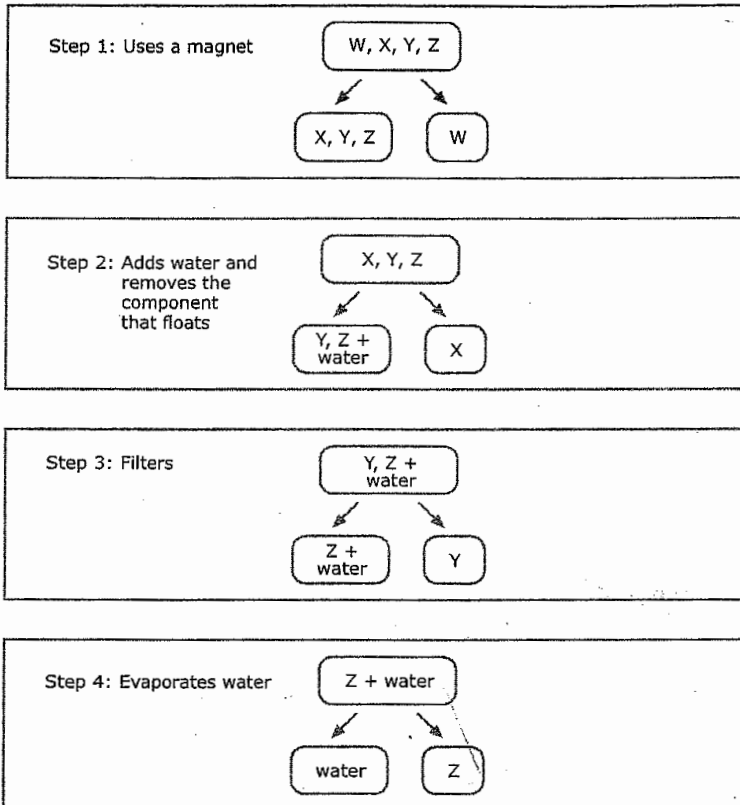 Step 1: Uses a magnet
W, X, Y, Z
X, Y, Z
W
Step 2: Adds water and
removes the
component
that floats
X, Y, Z
Y, Z +
water
X
Step 3: Filters
Y, Z +
water
Z +
water
Y
Step 4: Evaporates water
Z + water
water
Z